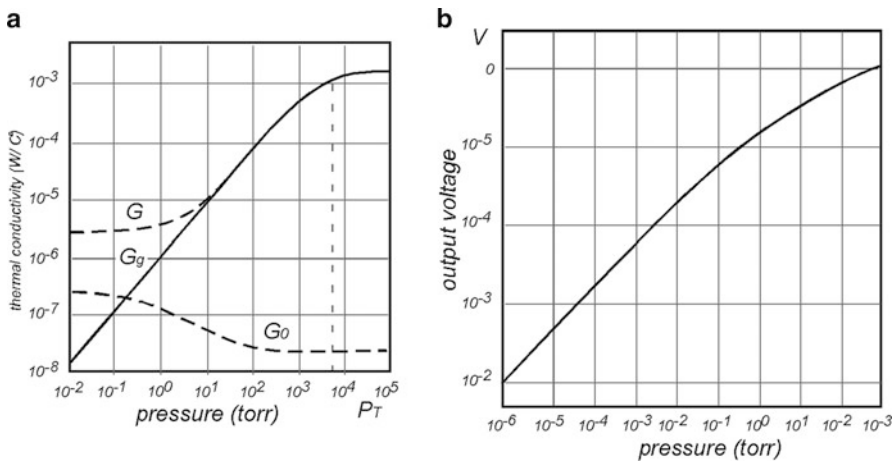 a
thermal conductivity (W/C)
10⁻³
10⁻⁴
10⁻⁵
10⁻⁶
10⁻⁷
10⁻⁸
G
Gg
G0
10⁻² 10⁻¹ 10⁰ 10¹ 10² 10³ 10⁴ 10⁵
pressure (torr) PT
b
V
output voltage
0
10⁻⁵
10⁻⁴
10⁻³
10⁻²
10⁻⁶ 10⁻⁵ 10⁻⁴ 10⁻³ 10⁻² 10⁻¹ 10⁰ 10¹ 10⁻² 10⁻³
pressure (torr)